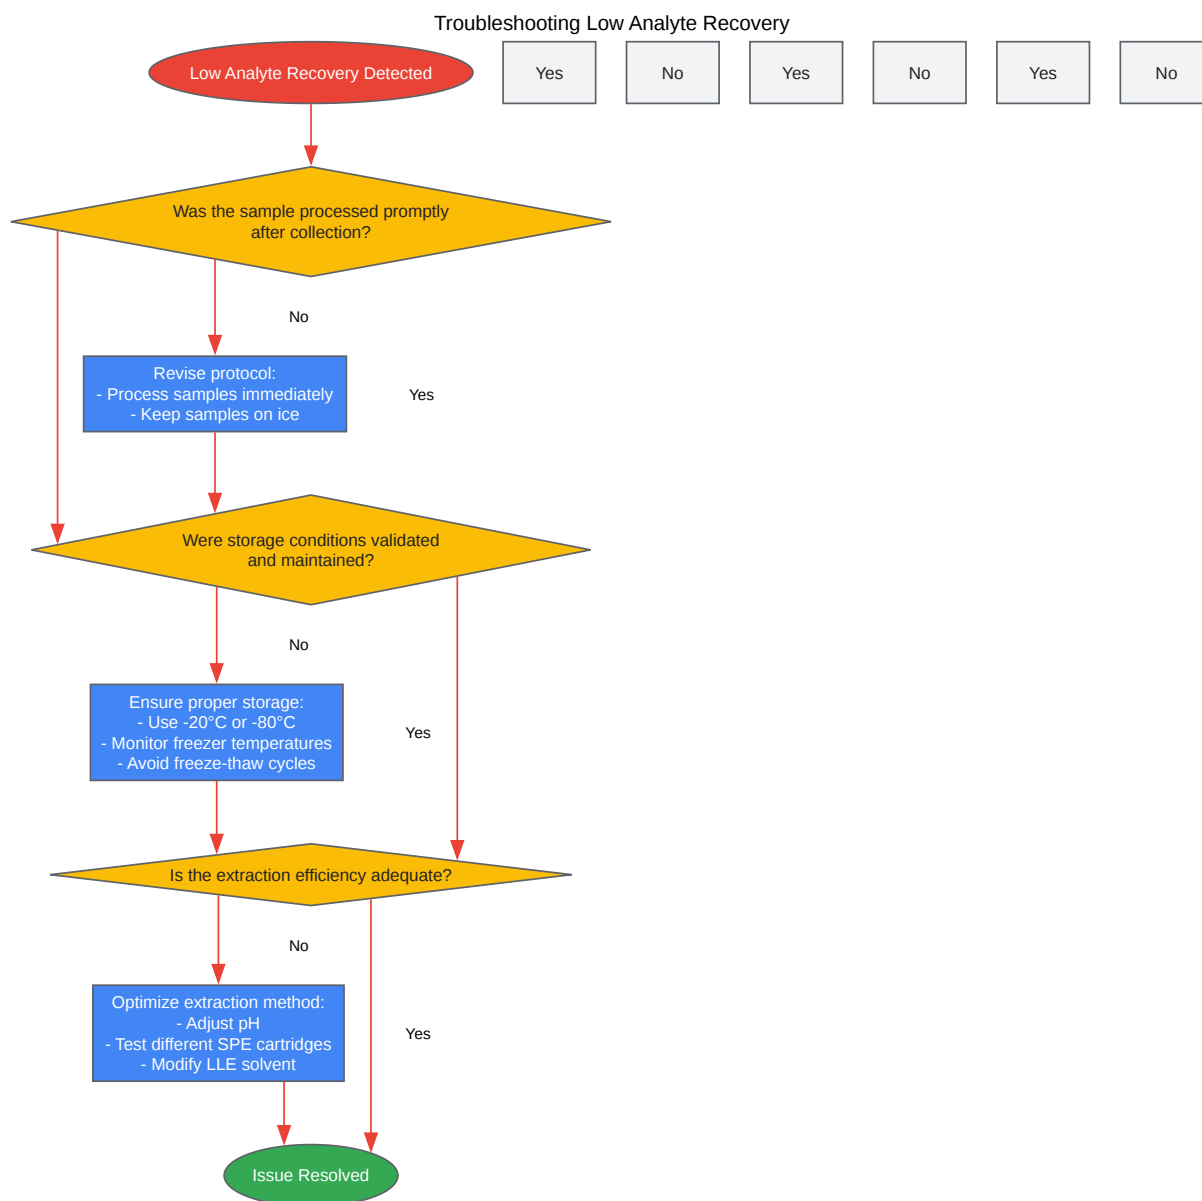 Troubleshooting Low Analyte Recovery
Low Analyte Recovery Detected
Yes
No
Yes
No
Yes
No
Was the sample processed promptly
after collection?
No
Revise protocol:
- Process samples immediately
- Keep samples on ice
Yes
Were storage conditions validated
and maintained?
No
Ensure proper storage:
- Use -20°C or -80°C
- Monitor freezer temperatures
- Avoid freeze-thaw cycles
Yes
Is the extraction efficiency adequate?
No
Optimize extraction method:
- Adjust pH
- Test different SPE cartridges
- Modify LLE solvent
Yes
Issue Resolved